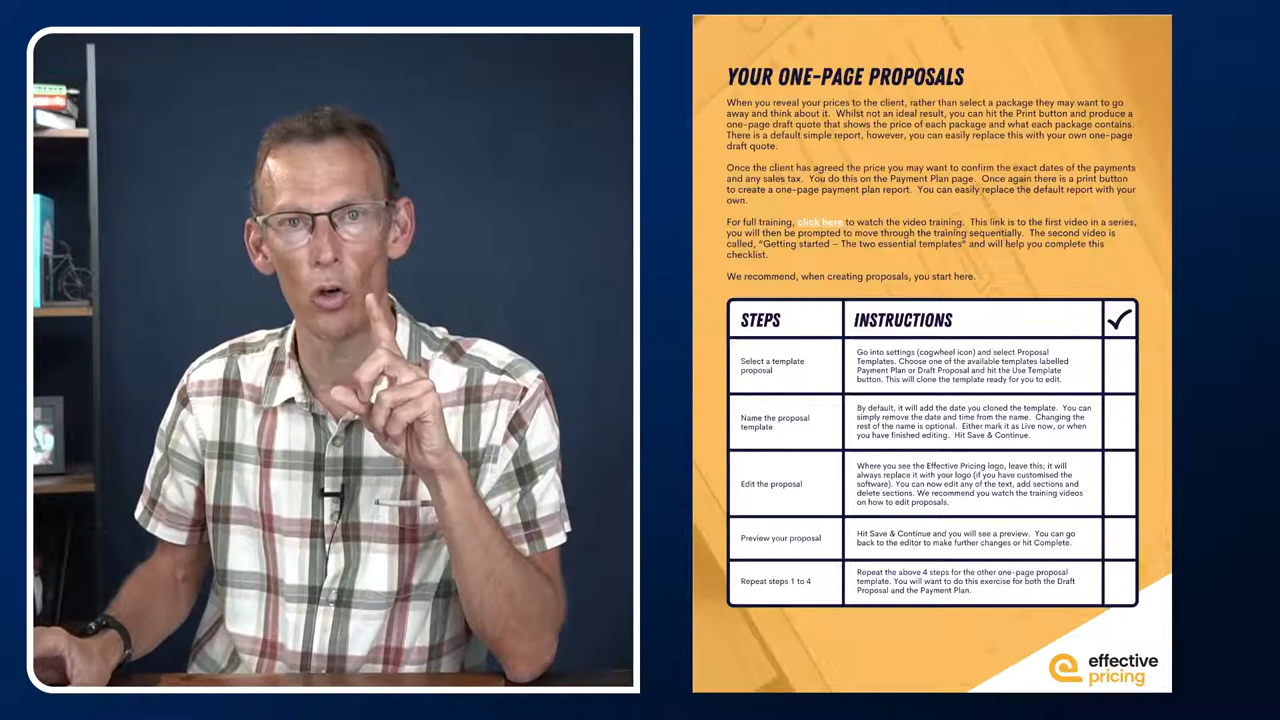 YOUR ONE-PAGE PROPOSALS
When you reveal your prices to the client, rather than select a package they may want to go
away and think about it. Whilst not an ideal result, you can hit the Print button and produce a
one-page draft quote that shows the price of each package and what each package contains.
There is a default simple report, however, you can easily replace this with your own one-page
draft quote.
Once the client has agreed the price you may want to confirm the exact dates of the payments
and any sales tax. You do this on the Payment Plan page. Once again there is a print button
to create a one-page payment plan report. You can easily replace the default report with your
own.
For full training, click here to watch the video training. This link is to the first video in a series,
you will then be prompted to move through the training sequentially. The second video is
called, “Getting started – The two essential templates” and will help you complete this
checklist.
We recommend, when creating proposals, you start here.
STEPS
INSTRUCTIONS
Select a template
proposal
Go into settings (cogwheel icon) and select Proposal
Templates. Choose one of the available templates labelled
Payment Plan or Draft Proposal and hit the Use Template
button. This will clone the template ready for you to edit.
Name the proposal
template
By default, it will add the date you cloned the template. You can
simply remove the date and time from the name. Changing the
rest of the name is optional. Either mark it as Live now, or when
you have finished editing. Hit Save & Continue.
Edit the proposal
Where you see the Effective Pricing logo, leave this; it will
always replace it with your logo (if you have customised the
software). You can now edit any of the text, add sections and
delete sections. We recommend you watch the training videos
on how to edit proposals.
Preview your proposal
Hit Save & Continue and you will see a preview. You can go
back to the editor to make further changes or hit Complete.
Repeat steps 1 to 4
Repeat the above 4 steps for the other one-page proposal
template. You will want to do this exercise for both the Draft
Proposal and the Payment Plan.
effective
pricing